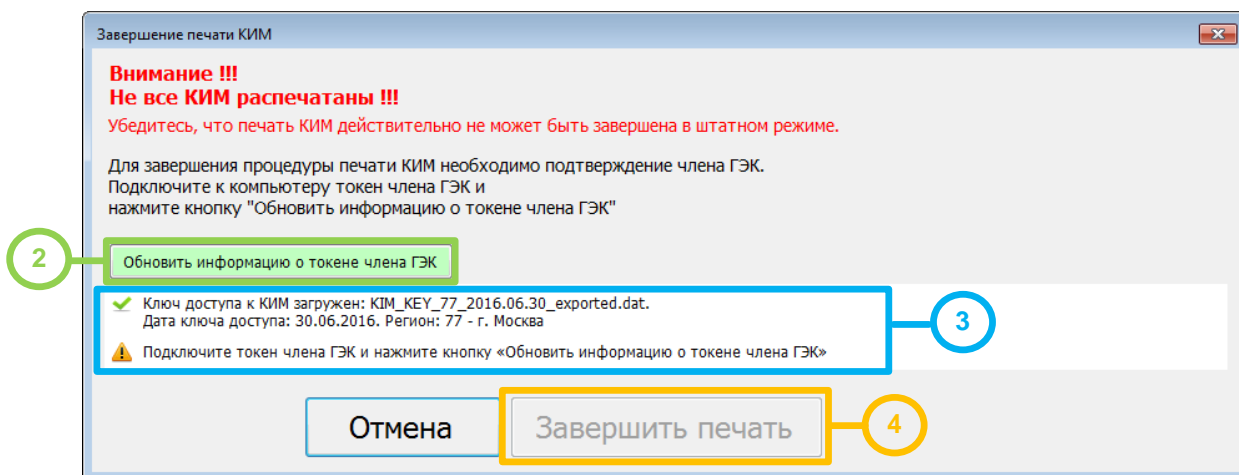 Завершение печати КИМ
Внимание !!!
Не все КИМ распечатаны !!!
Убедитесь, что печать КИМ действительно не может быть завершена в штатном режиме.
Для завершения процедуры печати КИМ необходимо подтверждение члена ГЭК.
Подключите к компьютеру токен члена ГЭК и
нажмите кнопку "Обновить информацию о токене члена ГЭК"
2
Обновить информацию о токене члена ГЭК
Ключ доступа к КИМ загружен: KIM_KEY_77_2016.06.30_exported.dat.
Дата ключа доступа: 30.06.2016. Регион: 77 - г. Москва
3
Подключите токен члена ГЭК и нажмите кнопку «Обновить информацию о токене члена ГЭК»
Отмена
Завершить печать
4